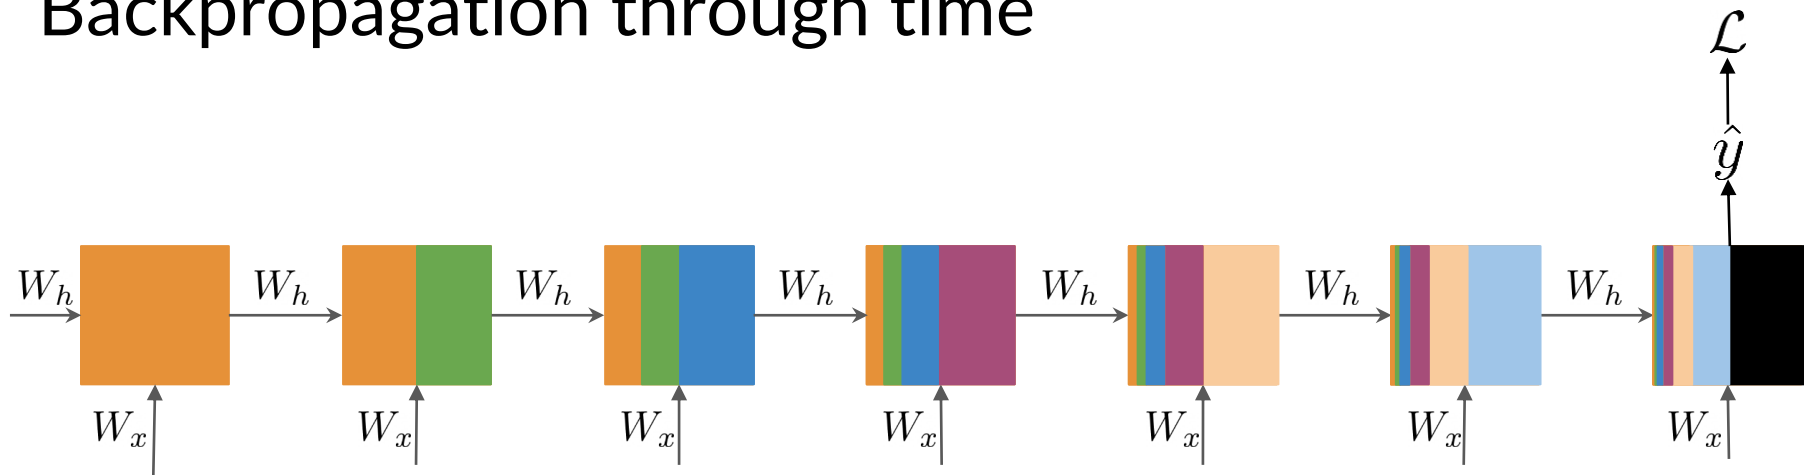 Backpropagation through time
ℒ
ŷ
W_h W_h W_h W_h W_h W_h W_h
W_x W_x W_x W_x W_x W_x W_x